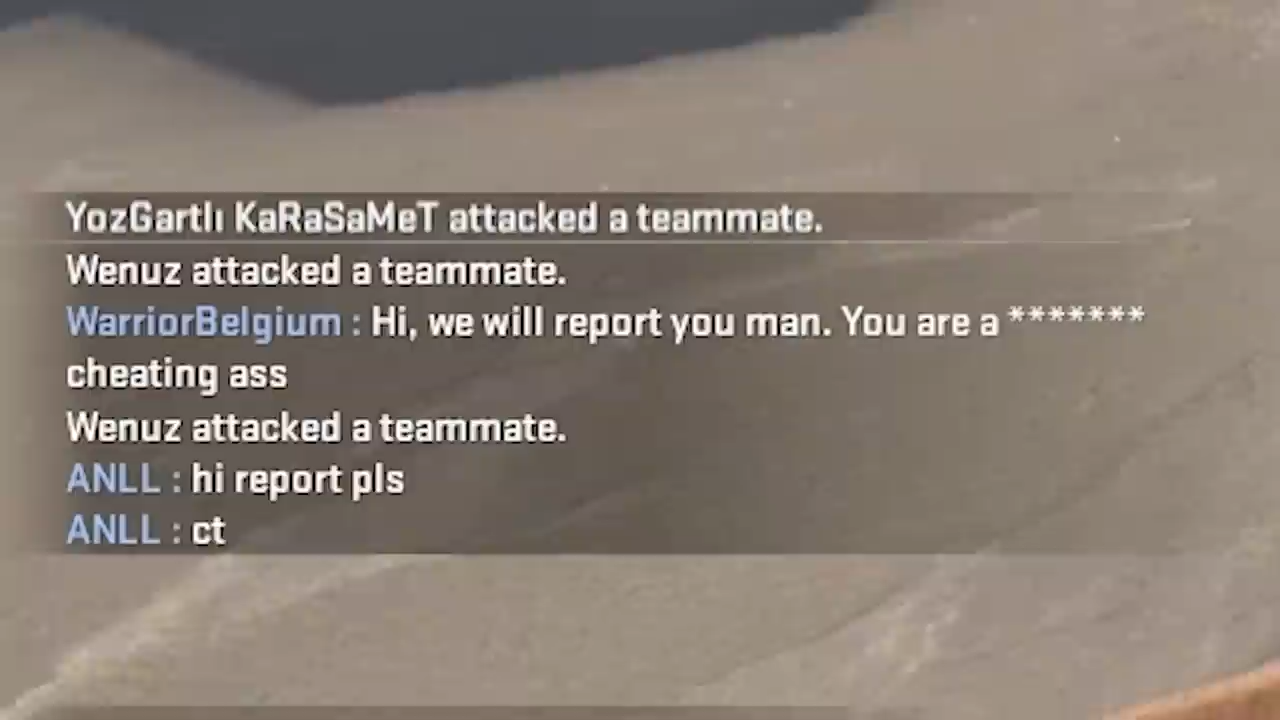 YozGartlı KaRaSaMeT attacked a teammate.
Wenuz attacked a teammate.
WarriorBelgium : Hi, we will report you man. You are a *******
cheating ass
Wenuz attacked a teammate.
ANLL : hi report pls
ANLL : ct